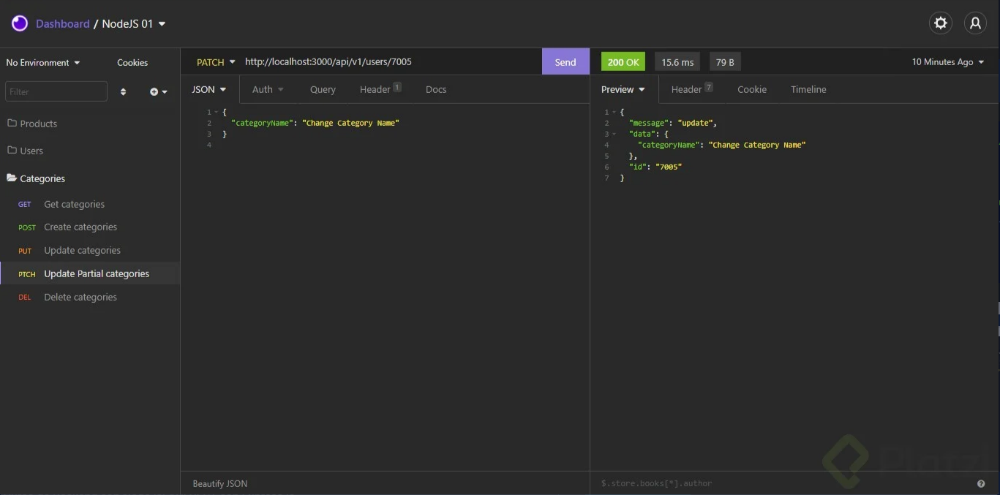 Dashboard / NodeJS 01
No Environment
Cookies
Filter
Products
Users
Categories
GET Get categories
POST Create categories
PUT Update categories
PTCH Update Partial categories
DEL Delete categories
PATCH http://localhost:3000/api/v1/users/7005 Send
JSON Auth Query Header 1 Docs
1 {
2 "categoryName": "Change Category Name"
3 }
4
Beautify JSON
200 OK 15.6 ms 79 B 10 Minutes Ago
Preview Header 7 Cookie Timeline
1 {
2 "message": "update",
3 "data": {
4 "categoryName": "Change Category Name"
5 },
6 "id": "7005"
7 }
$.store.books[*].author
Platzi